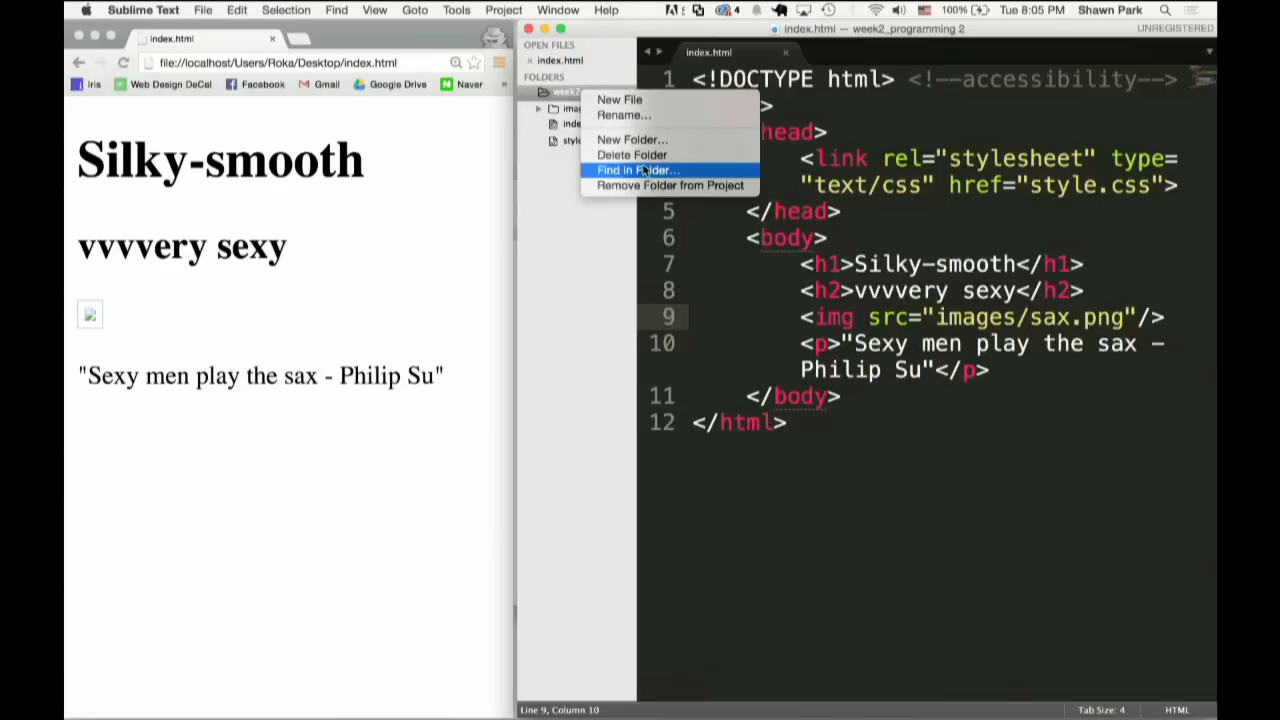 Sublime Text File Edit Selection Find View Goto Tools Project Window Help 4 100% Tue 8:05 PM Shawn Park
index.html
file://localhost/Users/Roka/Desktop/index.html
Iris Web Design DeCal Facebook Gmail Google Drive Naver »
Silky-smooth
vvvvery sexy
"Sexy men play the sax - Philip Su"
index.html — week2_programming 2 UNREGISTERED
OPEN FILES
index.html
FOLDERS
week2
New File
Rename...
New Folder...
Delete Folder
Find in Folder...
Remove Folder from Project
index.html
1 <!DOCTYPE html> <!--accessibility-->
>
head>
<link rel="stylesheet" type=
"text/css" href="style.css">
5 </head>
6 <body>
7 <h1>Silky-smooth</h1>
8 <h2>vvvvery sexy</h2>
9 <img src="images/sax.png"/>
10 <p>"Sexy men play the sax -
Philip Su"</p>
11 </body>
12 </html>
Line 9, Column 10 Tab Size: 4 HTML